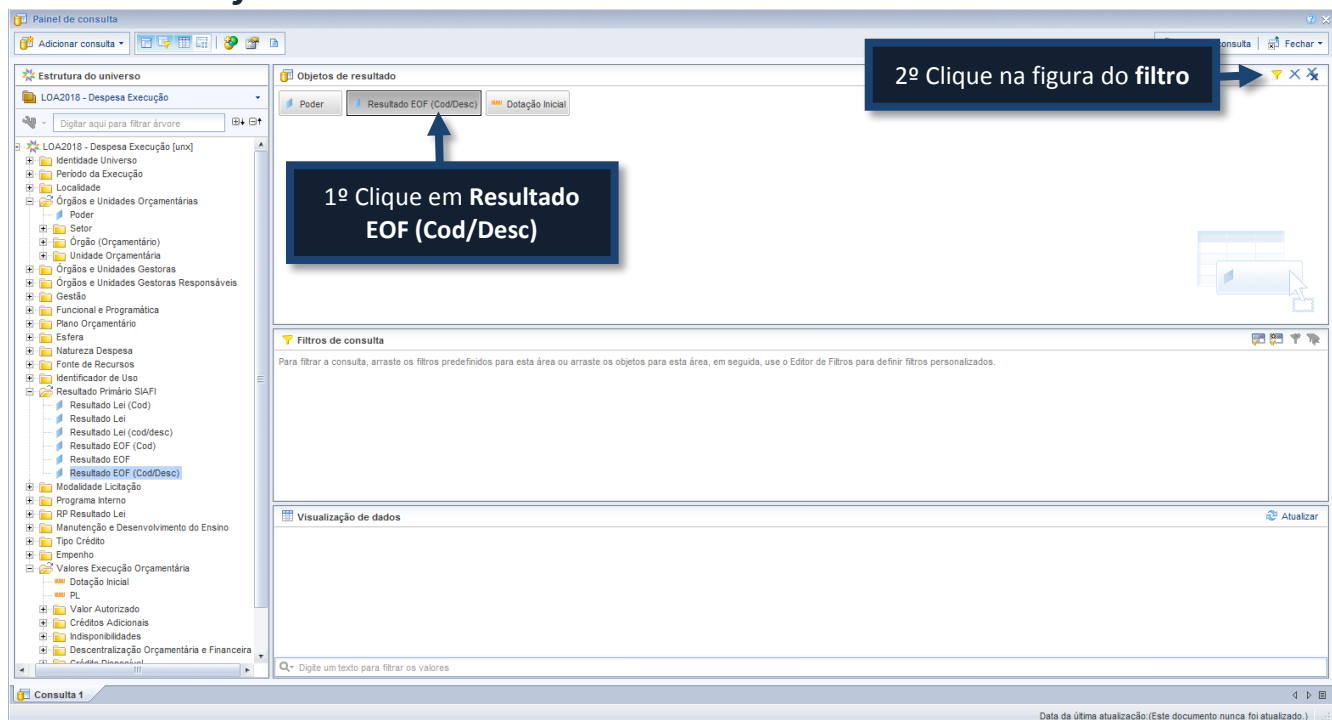 Painel de consulta
Adicionar consulta
consulta
Fechar
Estrutura do universo
LOA2018 - Despesa Execução
Digitar aqui para filtrar árvore
LOA2018 - Despesa Execução [unx]
Identidade Universo
Período da Execução
Localidade
Órgãos e Unidades Orçamentárias
Poder
Setor
Órgão (Orçamentário)
Unidade Orçamentária
Órgãos e Unidades Gestoras
Órgãos e Unidades Gestoras Responsáveis
Gestão
Funcional e Programática
Plano Orçamentário
Esfera
Natureza Despesa
Fonte de Recursos
Identificador de Uso
Resultado Primário SIAFI
Resultado Lei (Cod)
Resultado Lei
Resultado Lei (cod/desc)
Resultado EOF (Cod)
Resultado EOF
Resultado EOF (Cod/Desc)
Modalidade Licitação
Programa Interno
RP Resultado Lei
Manutenção e Desenvolvimento do Ensino
Tipo Crédito
Empenho
Valores Execução Orçamentária
Dotação Inicial
PL
Valor Autorizado
Créditos Adicionais
Indisponibilidades
Descentralização Orçamentária e Financeira
Crédito Disponível
Objetos de resultado
Poder
Resultado EOF (Cod/Desc)
Dotação Inicial
2º Clique na figura do filtro
1º Clique em Resultado
EOF (Cod/Desc)
Filtros de consulta
Para filtrar a consulta, arraste os filtros predefinidos para esta área ou arraste os objetos para esta área, em seguida, use o Editor de Filtros para definir filtros personalizados.
Visualização de dados
Atualizar
Digite um texto para filtrar os valores
Consulta 1
Data da última atualização:(Este documento nunca foi atualizado.)